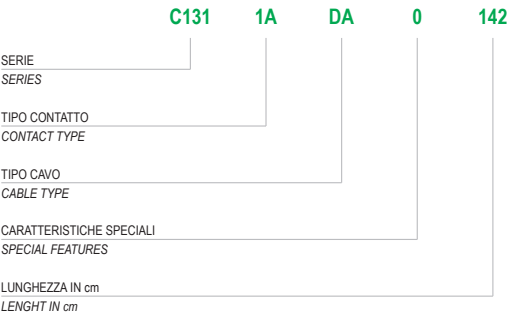 C131 1A DA 0 142
SERIE
SERIES
TIPO CONTATTO
CONTACT TYPE
TIPO CAVO
CABLE TYPE
CARATTERISTICHE SPECIALI
SPECIAL FEATURES
LUNGHEZZA IN cm
LENGHT IN cm